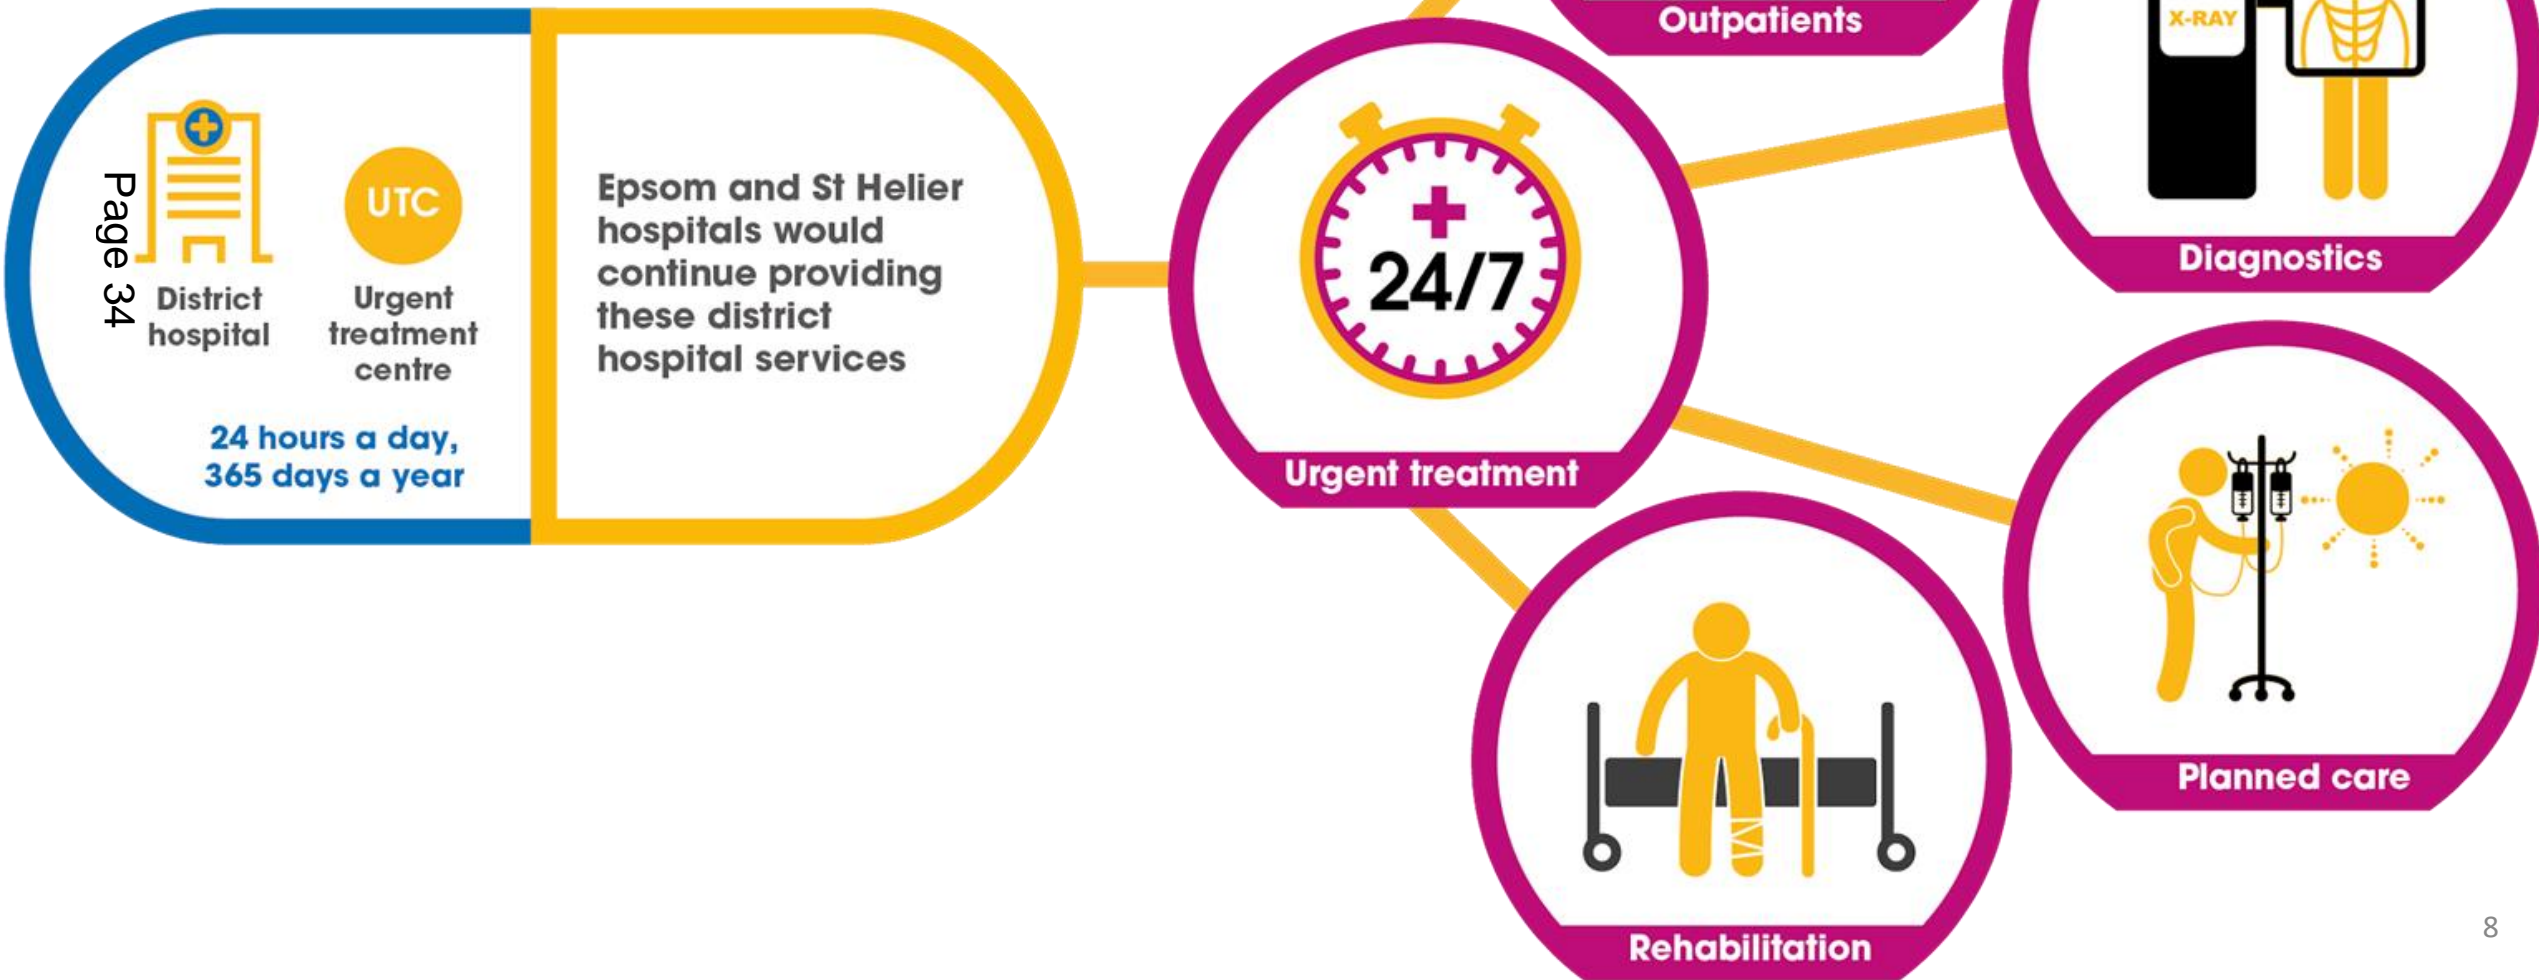 Page 34
District
hospital
UTC
Urgent
treatment
centre
24 hours a day,
365 days a year
Epsom and St Helier
hospitals would
continue providing
these district
hospital services
24/7
Urgent treatment
Outpatients
X-RAY
Diagnostics
Planned care
Rehabilitation
8